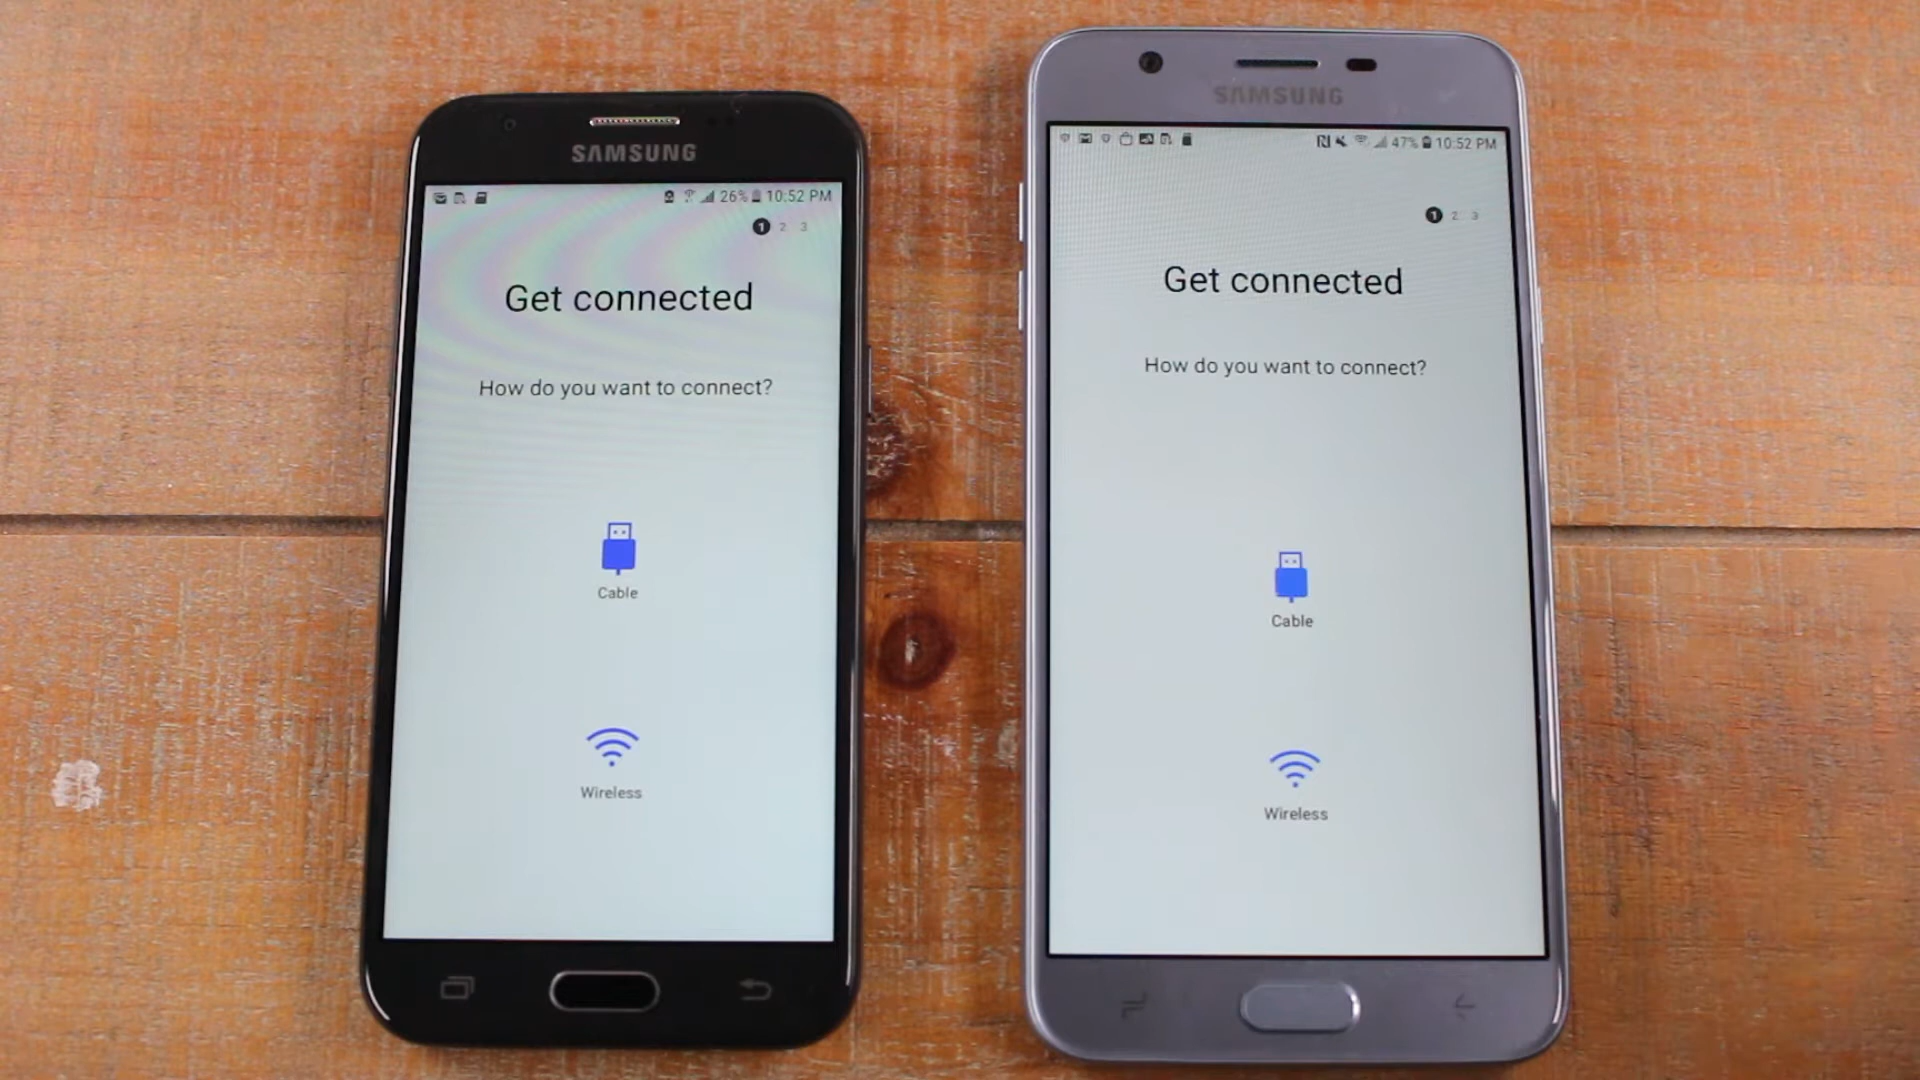 SAMSUNG
26% 10:52 PM
1 2 3
Get connected
How do you want to connect?
Cable
Wireless
SAMSUNG
47% 10:52 PM
1 2 3
Get connected
How do you want to connect?
Cable
Wireless